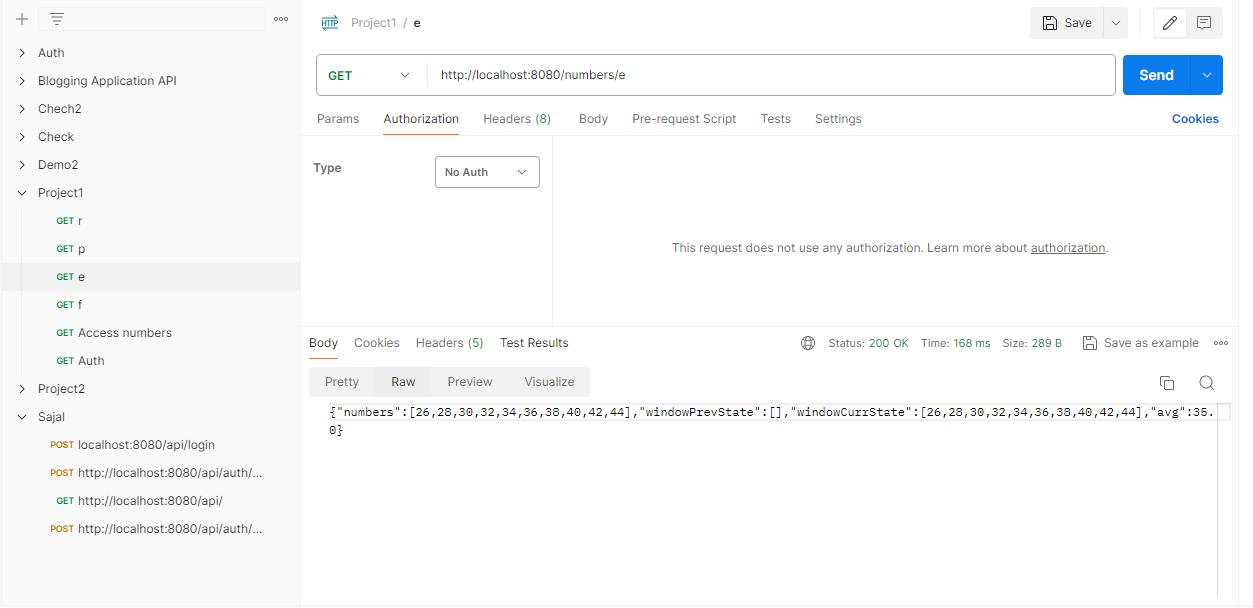 Auth
Blogging Application API
Chech2
Check
Demo2
Project1
GET r
GET p
GET e
GET f
GET Access numbers
GET Auth
Project2
Sajal
POST localhost:8080/api/login
POST http://localhost:8080/api/auth/...
GET http://localhost:8080/api/
POST http://localhost:8080/api/auth/...
HTTP Project1 / e
Save
GET http://localhost:8080/numbers/e
Send
Params Authorization Headers (8) Body Pre-request Script Tests Settings Cookies
Type No Auth
This request does not use any authorization. Learn more about authorization.
Body Cookies Headers (5) Test Results Status: 200 OK Time: 168 ms Size: 289 B Save as example
Pretty Raw Preview Visualize
{"numbers":[26,28,30,32,34,36,38,40,42,44],"windowPrevState":[],"windowCurrState":[26,28,30,32,34,36,38,40,42,44],"avg":35.
0}